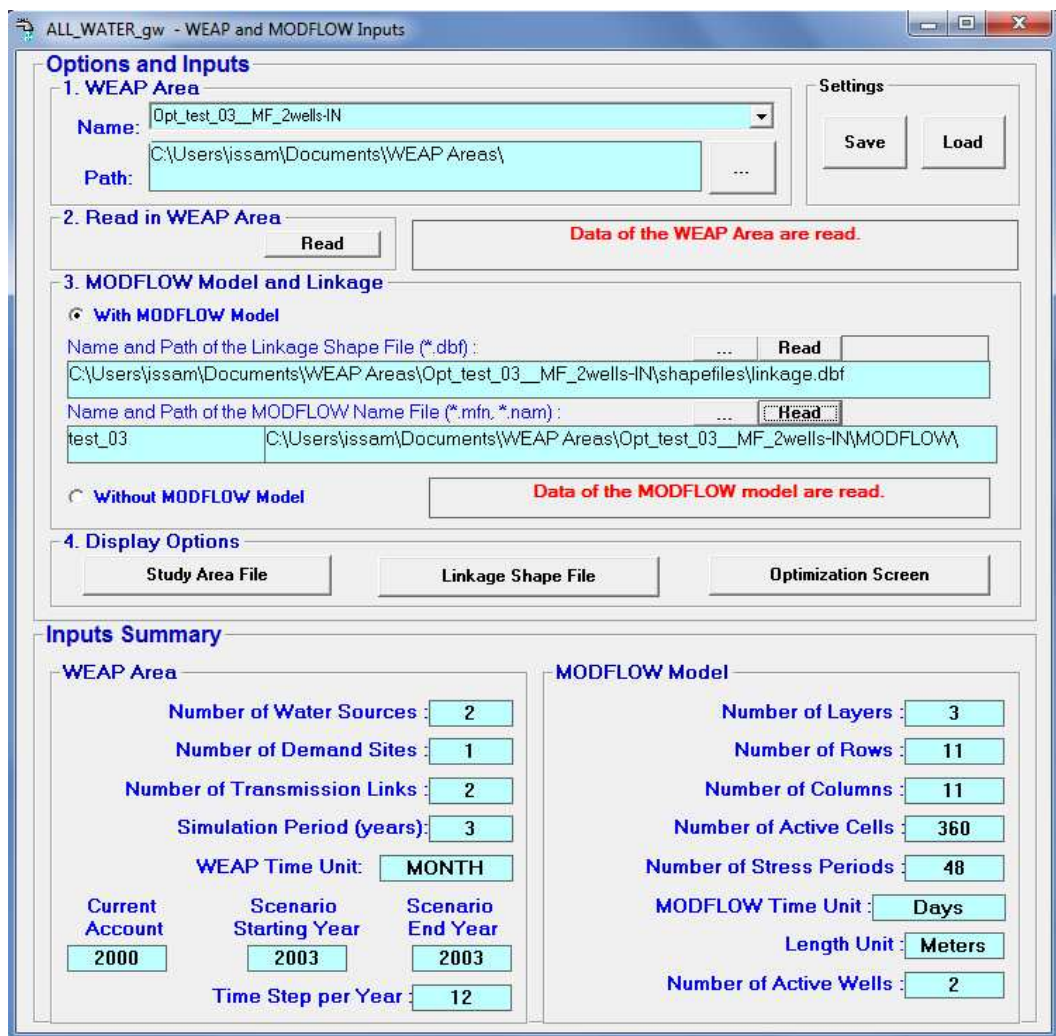 ALL_WATER_gw - WEAP and MODFLOW Inputs
Options and Inputs
1. WEAP Area
Name: Opt_test_03__MF_2wells-IN
Path: C:\Users\issam\Documents\WEAP Areas\
...
Settings
Save Load
2. Read in WEAP Area
Read
Data of the WEAP Area are read.
3. MODFLOW Model and Linkage
With MODFLOW Model
Name and Path of the Linkage Shape File (*.dbf) : ... Read
C:\Users\issam\Documents\WEAP Areas\Opt_test_03__MF_2wells-IN\shapefiles\linkage.dbf
Name and Path of the MODFLOW Name File (*.mfn, *.nam) : ... Read
test_03 C:\Users\issam\Documents\WEAP Areas\Opt_test_03__MF_2wells-IN\MODFLOW\
Without MODFLOW Model
Data of the MODFLOW model are read.
4. Display Options
Study Area File Linkage Shape File Optimization Screen
Inputs Summary
WEAP Area
Number of Water Sources : 2
Number of Demand Sites : 1
Number of Transmission Links : 2
Simulation Period (years): 3
WEAP Time Unit: MONTH
Current Account
Scenario Starting Year
Scenario End Year
2000 2003 2003
Time Step per Year : 12
MODFLOW Model
Number of Layers : 3
Number of Rows : 11
Number of Columns : 11
Number of Active Cells : 360
Number of Stress Periods : 48
MODFLOW Time Unit : Days
Length Unit : Meters
Number of Active Wells : 2